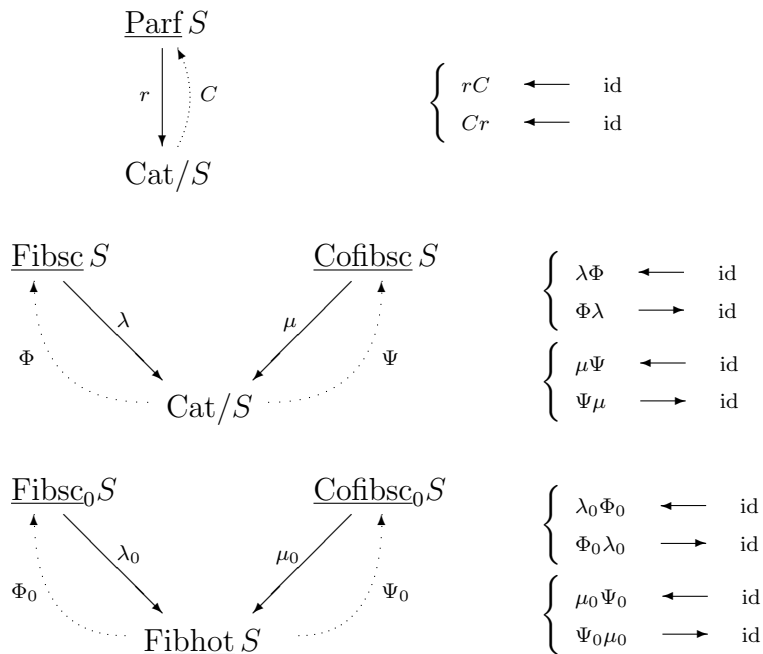 Parf S
r C
rC ← id
Cr ← id
Cat/S
Fibsc S Cofibsc S
λΦ ← id
λ μ
Φλ → id
Φ Ψ
μΨ ← id
Cat/S
Ψμ → id
Fibsc₀S Cofibsc₀S
λ₀Φ₀ ← id
λ₀ μ₀
Φ₀λ₀ → id
Φ₀ Ψ₀
μ₀Ψ₀ ← id
Fibhot S
Ψ₀μ₀ → id